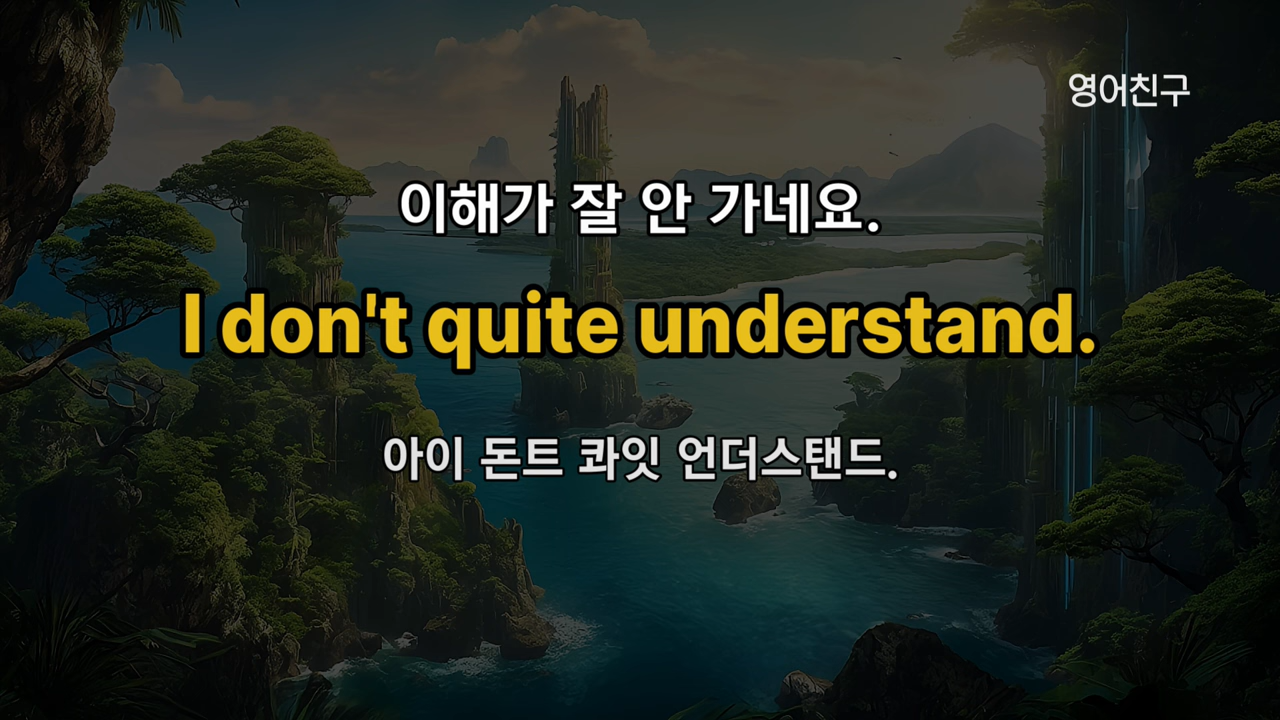 영어친구
이해가 잘 안 가네요.
I don't quite understand.
아이 돈트 콰잇 언더스탠드.